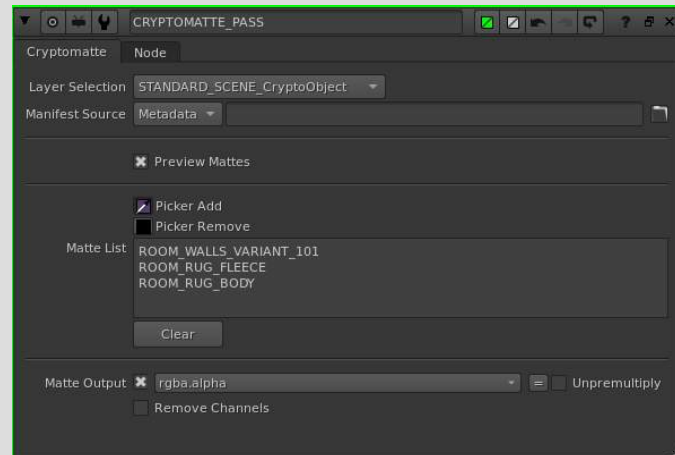 CRYPTOMATTE_PASS ? ×
Cryptomatte Node
Layer Selection STANDARD_SCENE_CryptoObject
Manifest Source Metadata
Preview Mattes
Picker Add
Picker Remove
Matte List
ROOM_WALLS_VARIANT_101
ROOM_RUG_FLEECE
ROOM_RUG_BODY
Clear
Matte Output rgba.alpha = Unpremultiply
Remove Channels